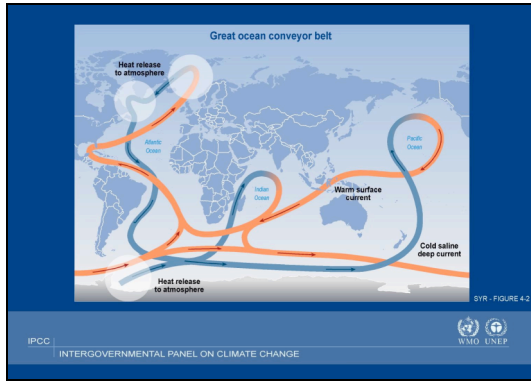 Great ocean conveyor belt
Heat release
to atmosphere
Atlantic
Ocean
Pacific
Ocean
Indian
Ocean
Warm surface
current
Cold saline
deep current
Heat release
to atmosphere
SYR - FIGURE 4-2
WMO UNEP
IPCC
INTERGOVERNMENTAL PANEL ON CLIMATE CHANGE